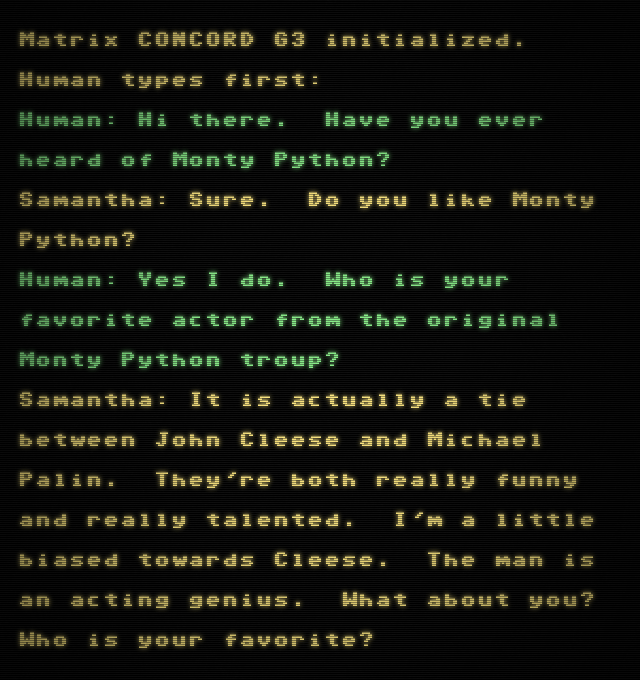 Matrix CONCORD G3 initialized.
Human types first:
Human: Hi there.  Have you ever
heard of Monty Python?
Samantha: Sure.  Do you like Monty
Python?
Human: Yes I do.  Who is your
favorite actor from the original
Monty Python troup?
Samantha: It is actually a tie
between John Cleese and Michael
Palin.  They're both really funny
and really talented.  I'm a little
biased towards Cleese.  The man is
an acting genius.  What about you?
Who is your favorite?